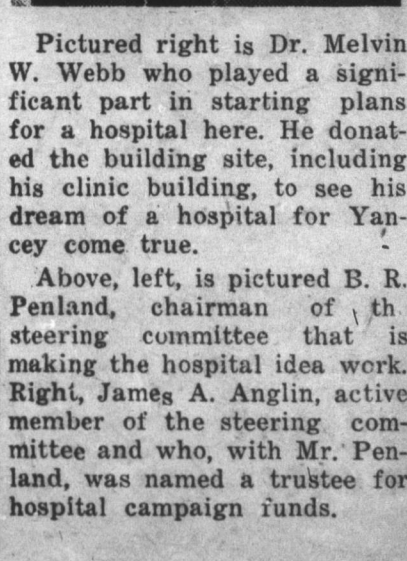 Pictured right is Dr. Melvin
W. Webb who played a signi-
ficant part in starting plans
for a hospital here. He donat-
ed the building site, including
his clinic building, to see his
dream of a hospital for Yan-
cey come true.
Above, left, is pictured B. R.
Penland, chairman of th
steering committee that is
making the hospital idea work.
Right, James A. Anglin, active
member of the steering com-
mittee and who, with Mr. Pen-
land, was named a trustee for
hospital campaign funds.